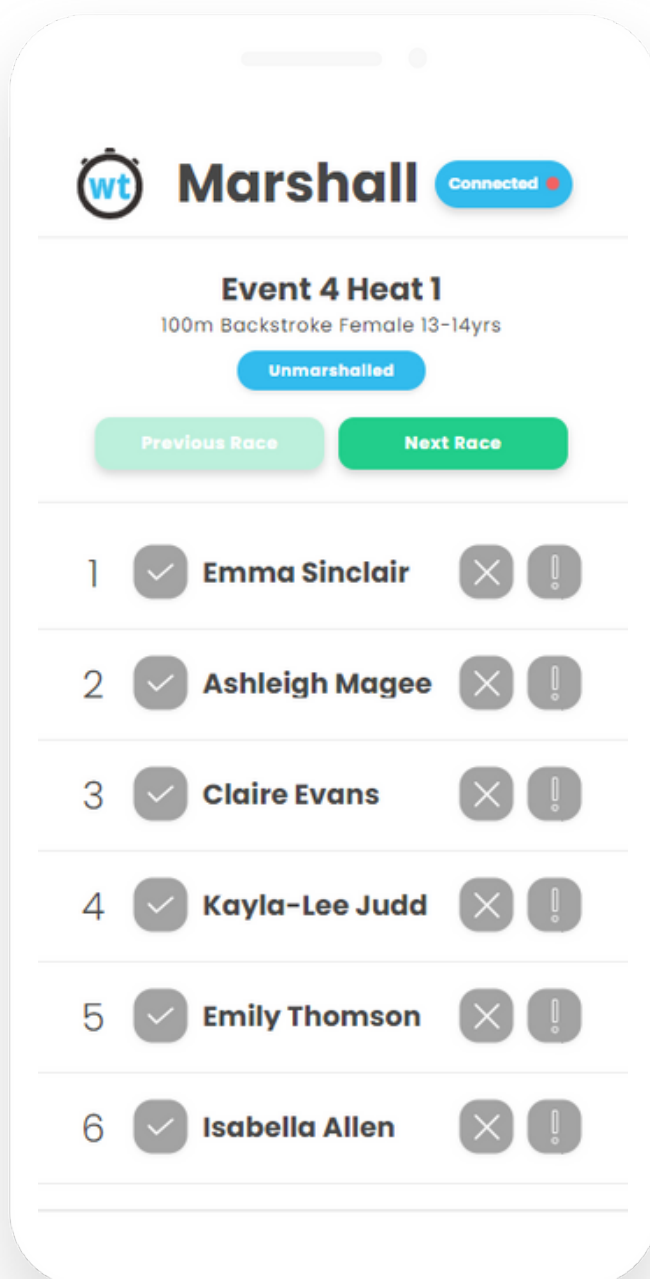 wt
Marshall
Connected
Event 4 Heat 1
100m Backstroke Female 13-14yrs
Unmarshalled
Previous Race
Next Race
1 Emma Sinclair
2 Ashleigh Magee
3 Claire Evans
4 Kayla-Lee Judd
5 Emily Thomson
6 Isabella Allen